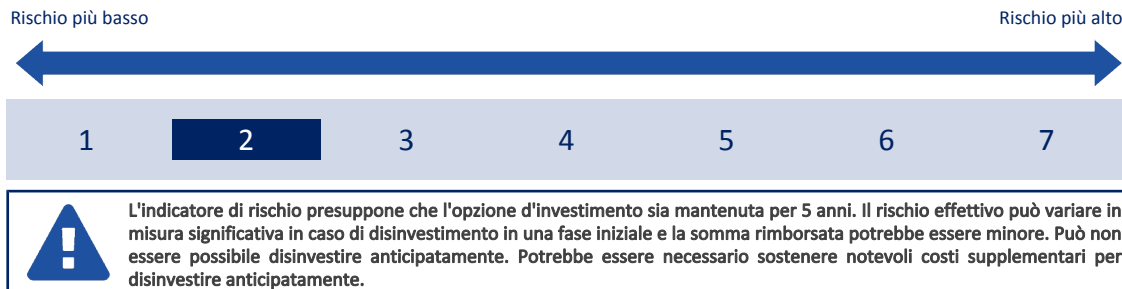 Rischio più basso Rischio più alto
1 2 3 4 5 6 7
L'indicatore di rischio presuppone che l'opzione d'investimento sia mantenuta per 5 anni. Il rischio effettivo può variare in
misura significativa in caso di disinvestimento in una fase iniziale e la somma rimborsata potrebbe essere minore. Può non
essere possibile disinvestire anticipatamente. Potrebbe essere necessario sostenere notevoli costi supplementari per
disinvestire anticipatamente.